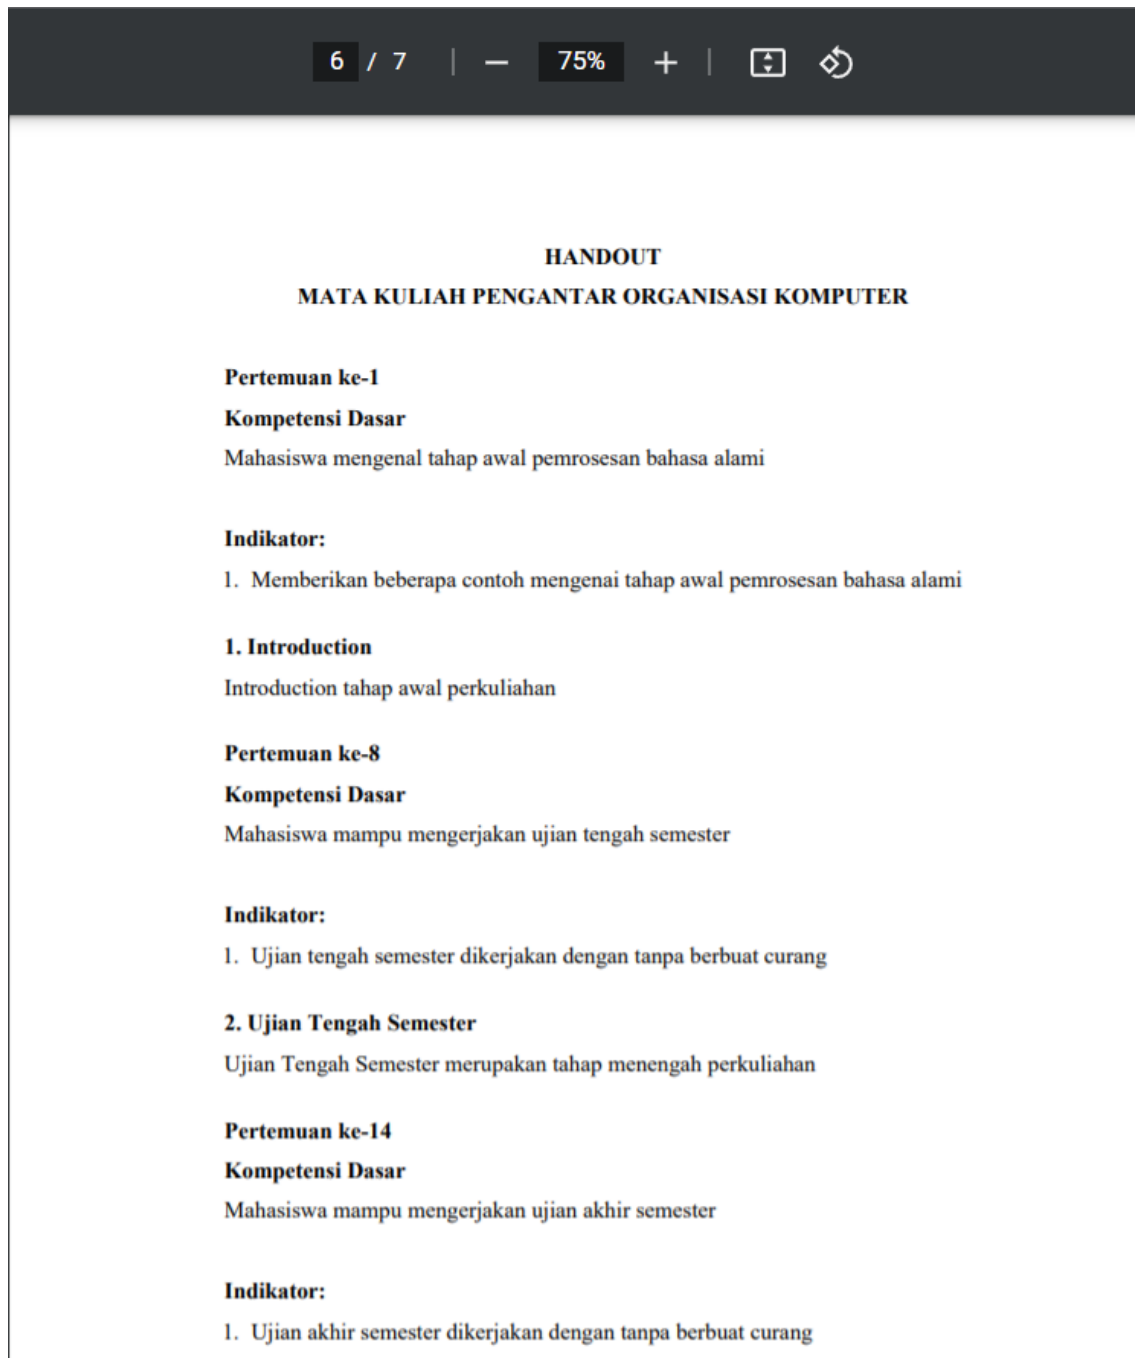 6 / 7 | — 75% + |
HANDOUT
MATA KULIAH PENGANTAR ORGANISASI KOMPUTER
Pertemuan ke-1
Kompetensi Dasar
Mahasiswa mengenal tahap awal pemrosesan bahasa alami
Indikator:
1. Memberikan beberapa contoh mengenai tahap awal pemrosesan bahasa alami
1. Introduction
Introduction tahap awal perkuliahan
Pertemuan ke-8
Kompetensi Dasar
Mahasiswa mampu mengerjakan ujian tengah semester
Indikator:
1. Ujian tengah semester dikerjakan dengan tanpa berbuat curang
2. Ujian Tengah Semester
Ujian Tengah Semester merupakan tahap menengah perkuliahan
Pertemuan ke-14
Kompetensi Dasar
Mahasiswa mampu mengerjakan ujian akhir semester
Indikator:
1. Ujian akhir semester dikerjakan dengan tanpa berbuat curang